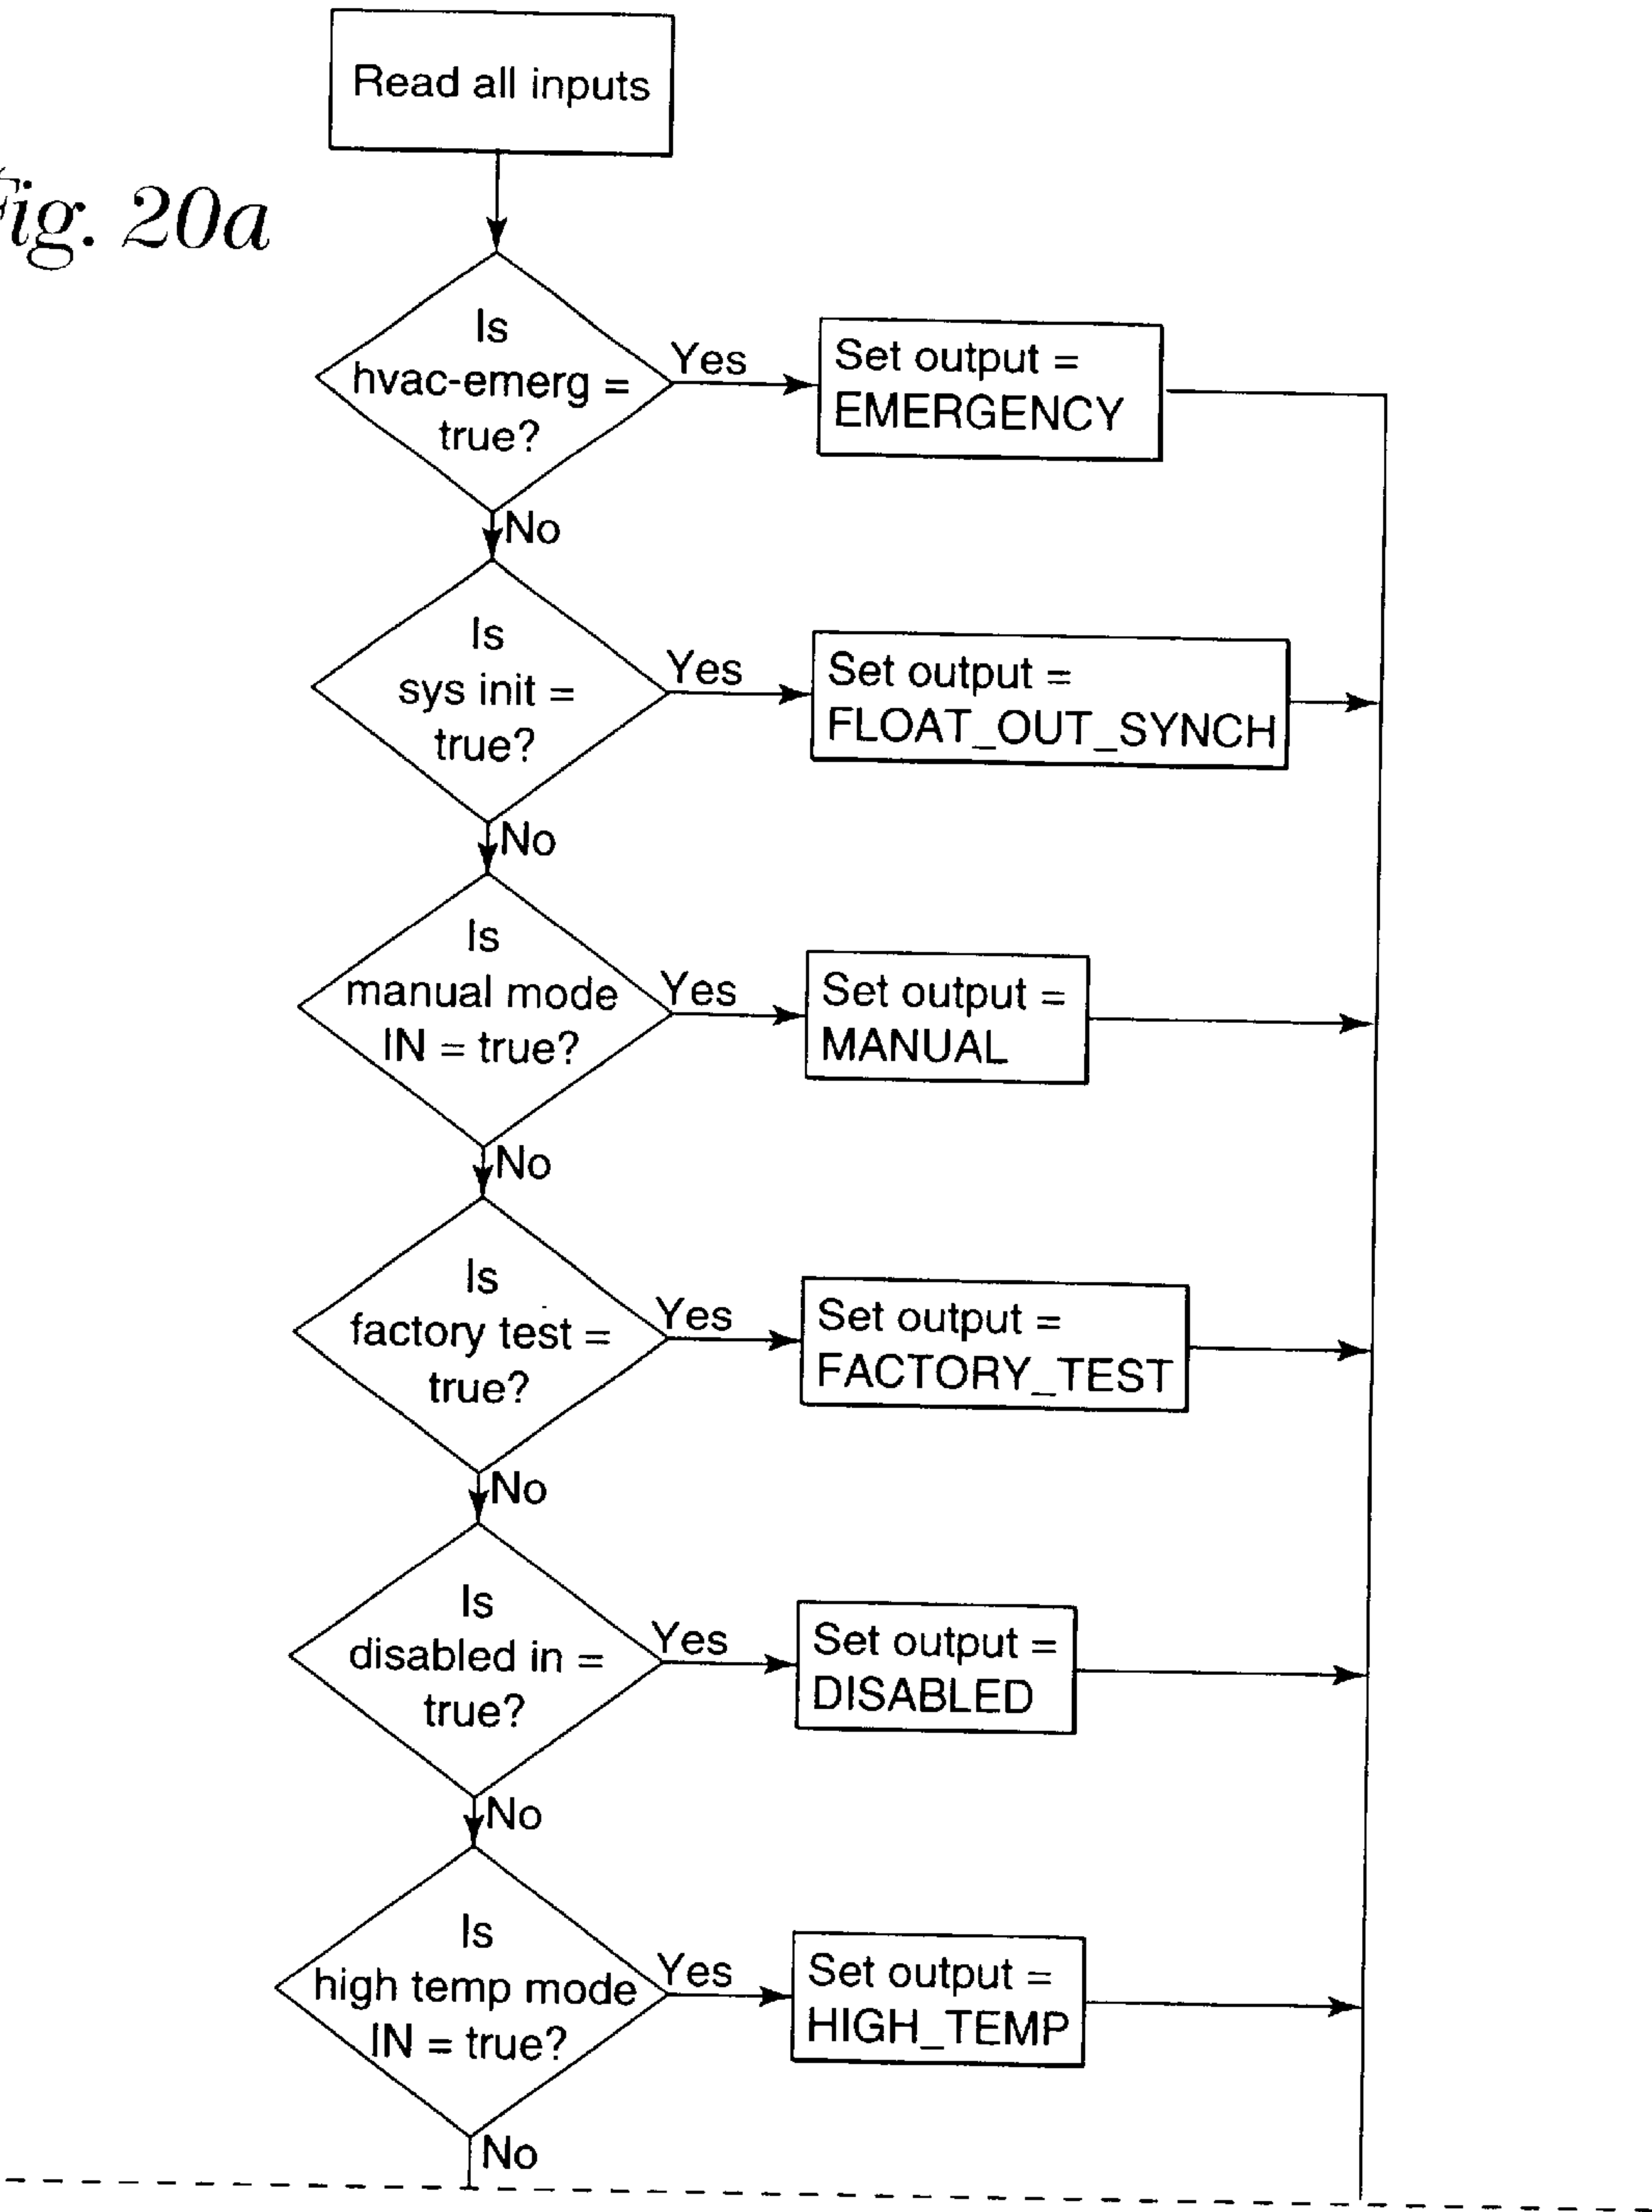 Read all inputs
Fig. 20a
Is
hvac-emerg =
true?
Yes
Set output =
EMERGENCY
No
Is
sys init =
true?
Yes
Set output =
FLOAT_OUT_SYNCH
No
Is
manual mode
IN = true?
Yes
Set output =
MANUAL
No
Is
factory test =
true?
Yes
Set output =
FACTORY_TEST
No
Is
disabled in =
true?
Yes
Set output =
DISABLED
No
Is
high temp mode
IN = true?
Yes
Set output =
HIGH_TEMP
No